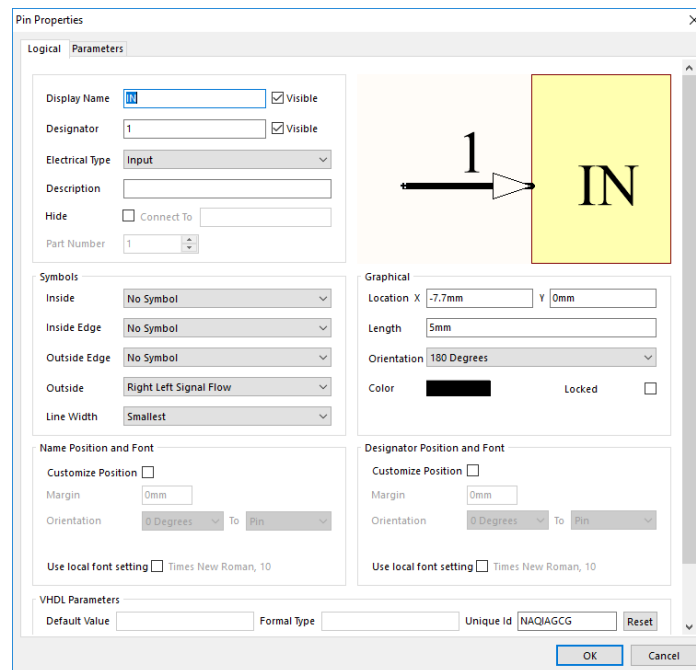 Pin Properties
Logical Parameters
Display Name IN Visible
Designator 1 Visible
Electrical Type Input
Description
Hide Connect To
Part Number 1
1
IN
Symbols
Inside No Symbol
Inside Edge No Symbol
Outside Edge No Symbol
Outside Right Left Signal Flow
Line Width Smallest
Graphical
Location X -7.7mm Y 0mm
Length 5mm
Orientation 180 Degrees
Color Locked
Name Position and Font
Customize Position
Margin 0mm
Orientation 0 Degrees To Pin
Use local font setting Times New Roman, 10
Designator Position and Font
Customize Position
Margin 0mm
Orientation 0 Degrees To Pin
Use local font setting Times New Roman, 10
VHDL Parameters
Default Value Formal Type Unique Id NAQIAGCG Reset
OK Cancel